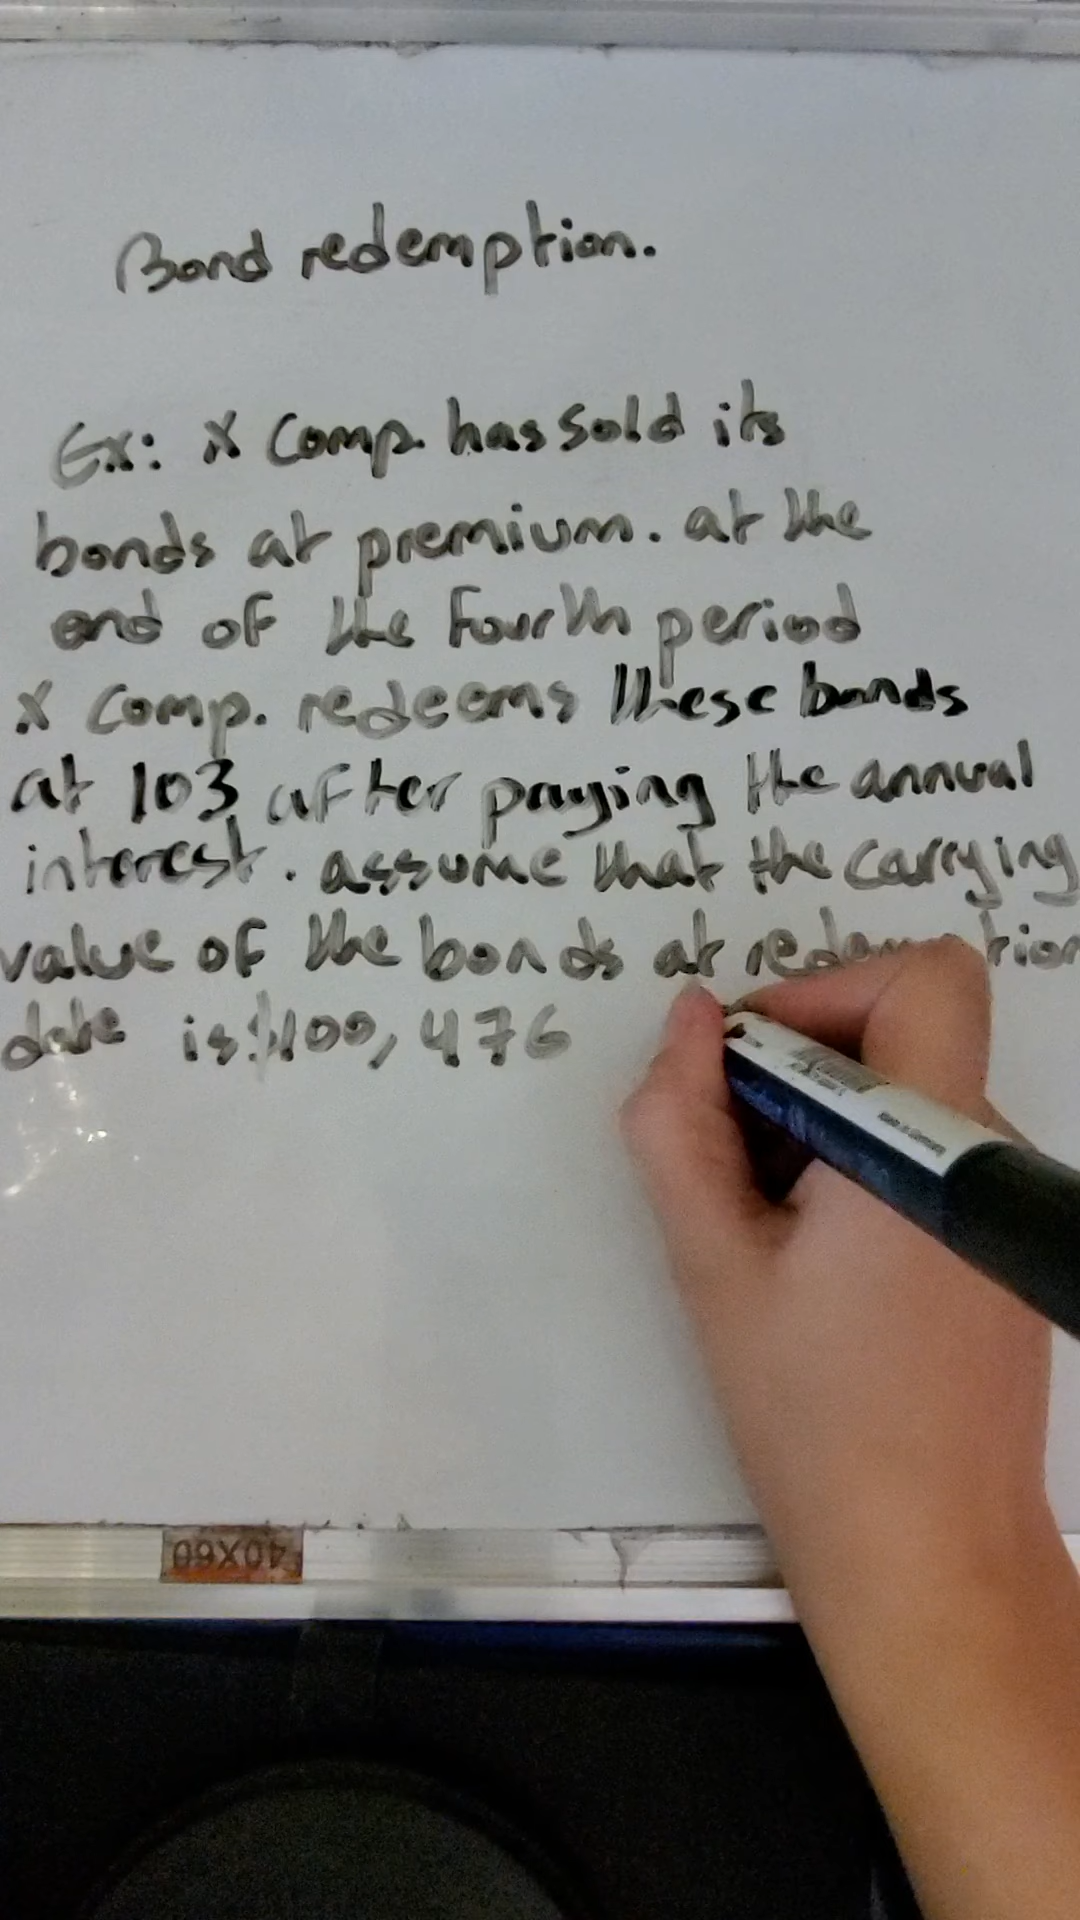 Bond redemption.
Ex: X Comp. has sold its
bonds at premium. at the
end of the fourth period
X Comp. redeems these bonds
at 103, after paying the annual
interest. assume that the carrying
value of the bonds at redemption
date is $100,476
40X60